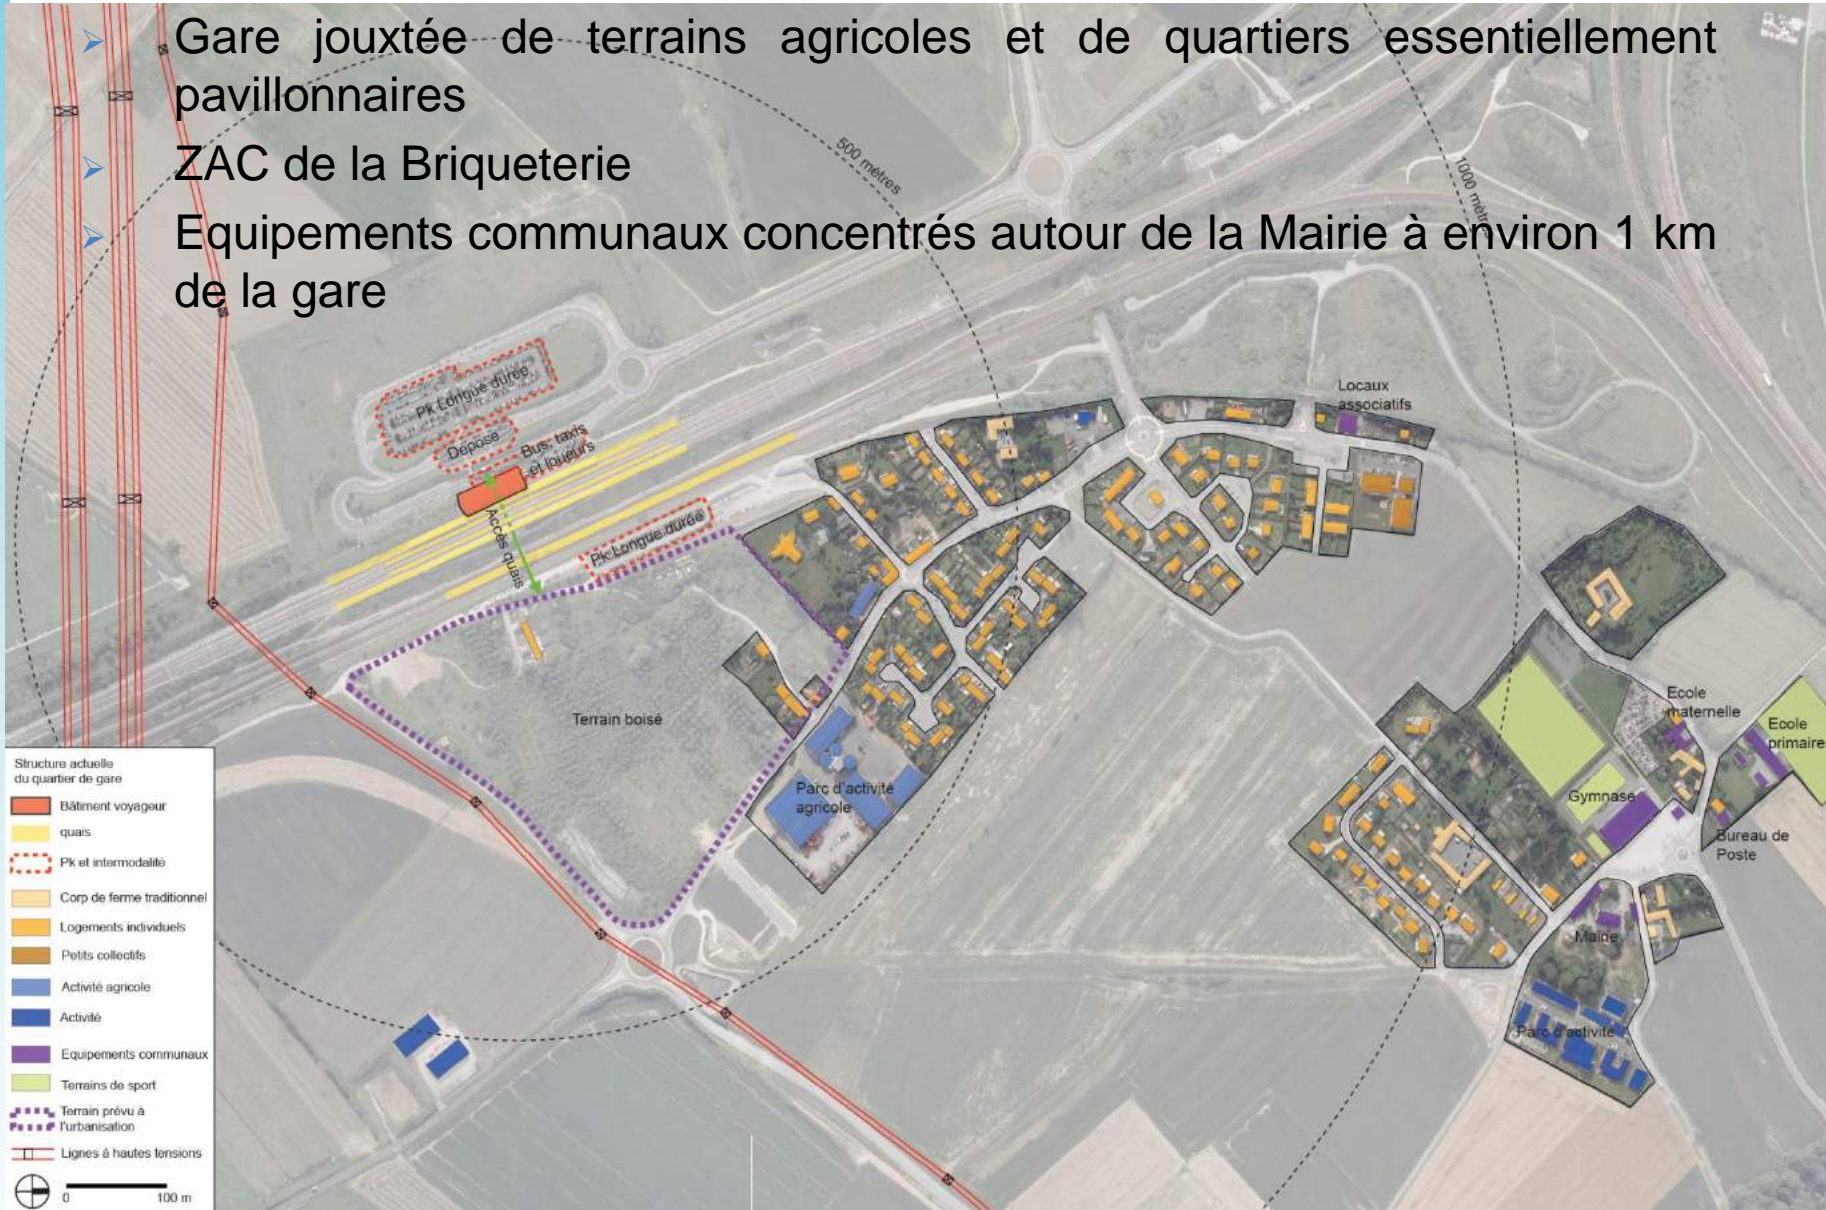 Gare jouxtée de terrains agricoles et de quartiers essentiellement
pavillonnaires
ZAC de la Briqueterie
Equipements communaux concentrés autour de la Mairie à environ 1 km
de la gare
500 mètres
1000 mètres
Pk Longue durée
Dépose
Bus, taxis
et loueurs
Accès quais
Pk Longue durée
Locaux
associatifs
Terrain boisé
Parc d'activité
agricole
Ecole
maternelle
Ecole
primaire
Gymnase
Bureau de
Poste
Mairie
Parc d'activité
Structure actuelle
du quartier de gare
Bâtiment voyageur
quais
Pk et intermodalité
Corp de ferme traditionnel
Logements individuels
Petits collectifs
Activité agricole
Activité
Equipements communaux
Terrains de sport
Terrain prévu à
l'urbanisation
Lignes à hautes tensions
0 100 m